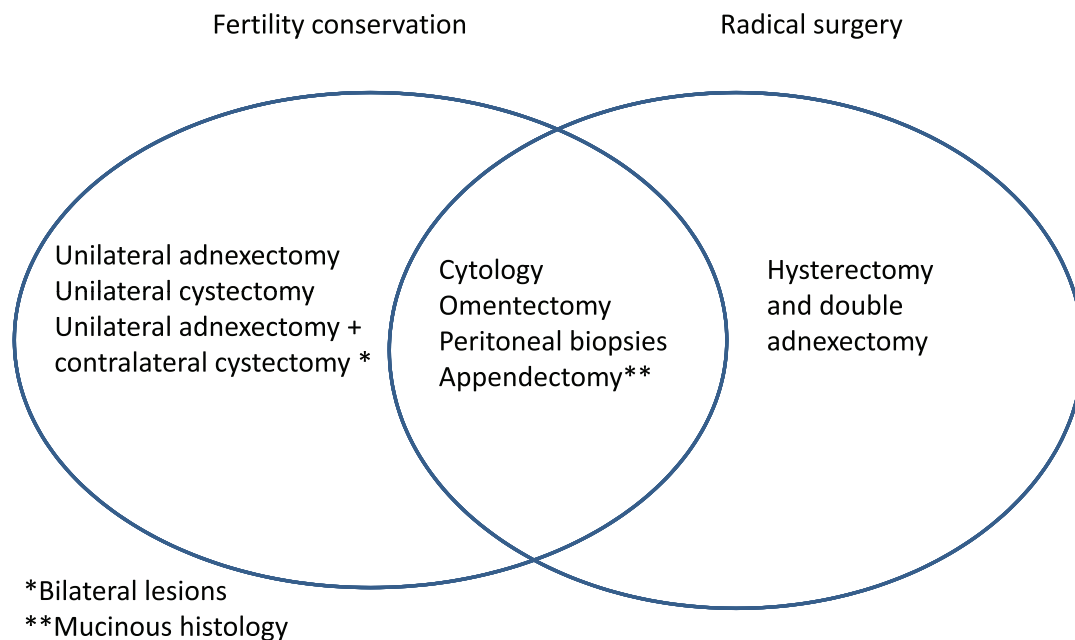 Fertility conservation
Radical surgery
Unilateral adnexectomy
Unilateral cystectomy
Unilateral adnexectomy +
contralateral cystectomy *
Cytology
Omentectomy
Peritoneal biopsies
Appendectomy**
Hysterectomy
and double
adnexectomy
*Bilateral lesions
**Mucinous histology